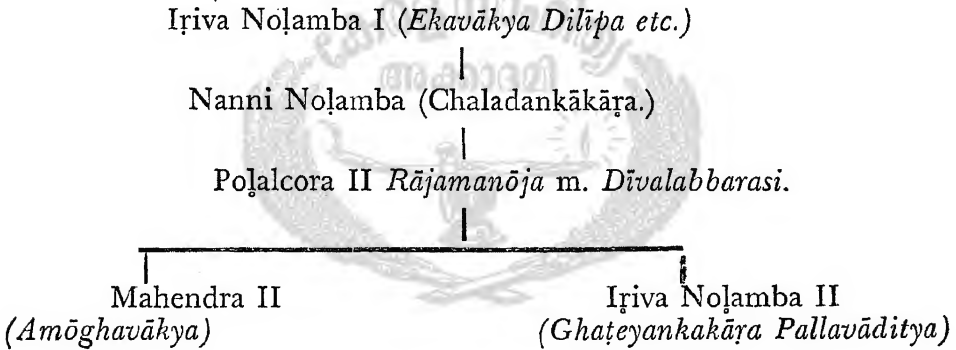 Iṛiva Noḷamba I (Ekavākya Dilīpa etc.)
Nanni Noḷamba (Chaladankākāṛa.)
Poḷalcora II Rājamanōja m. Dīvalabbarasi.
Mahendra II Iṛiva Noḷamba II
(Amōghavākya) (Ghaṭeyankakāṛa Pallavāditya)